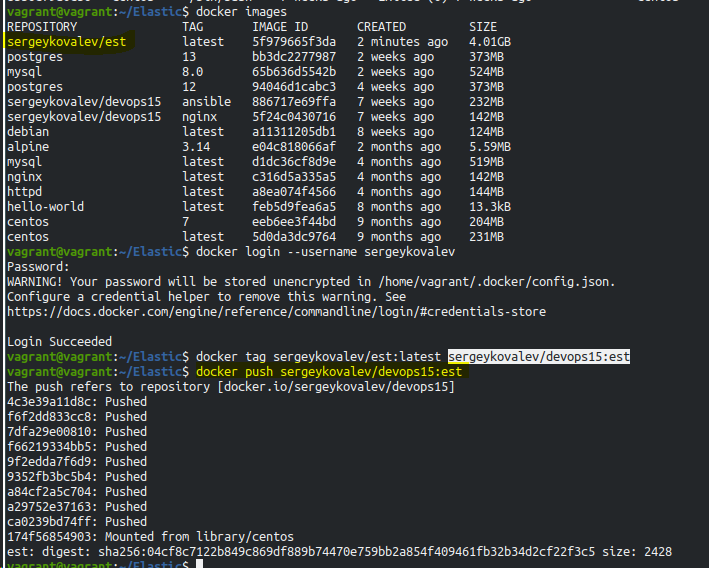 vagrant@vagrant:~/Elastic$ docker images
REPOSITORY TAG IMAGE ID CREATED SIZE
sergeykovalev/est latest 5f979665f3da 2 minutes ago 4.01GB
postgres 13 bb3dc2277987 2 weeks ago 373MB
mysql 8.0 65b636d5542b 2 weeks ago 524MB
postgres 12 94046d1cabc3 4 weeks ago 373MB
sergeykovalev/devops15 ansible 886717e69ffa 7 weeks ago 232MB
sergeykovalev/devops15 nginx 5f24c0430716 7 weeks ago 142MB
debian latest a11311205db1 8 weeks ago 124MB
alpine 3.14 e04c818066af 2 months ago 5.59MB
mysql latest d1dc36cf8d9e 4 months ago 519MB
nginx latest c316d5a335a5 4 months ago 142MB
httpd latest a8ea074f4566 4 months ago 144MB
hello-world latest feb5d9fea6a5 8 months ago 13.3kB
centos 7 eeb6ee3f44bd 9 months ago 204MB
centos latest 5d0da3dc9764 9 months ago 231MB
vagrant@vagrant:~/Elastic$ docker login --username sergeykovalev
Password:
WARNING! Your password will be stored unencrypted in /home/vagrant/.docker/config.json.
Configure a credential helper to remove this warning. See
https://docs.docker.com/engine/reference/commandline/login/#credentials-store
Login Succeeded
vagrant@vagrant:~/Elastic$ docker tag sergeykovalev/est:latest sergeykovalev/devops15:est
vagrant@vagrant:~/Elastic$ docker push sergeykovalev/devops15:est
The push refers to repository [docker.io/sergeykovalev/devops15]
4c3e39a11d8c: Pushed
f6f2dd833cc8: Pushed
7dfa29e00810: Pushed
f66219334bb5: Pushed
9f2edda7f6d9: Pushed
9352fb3bc5b4: Pushed
a84cf2a5c704: Pushed
a29752e37163: Pushed
ca0239bd74ff: Pushed
174f56854903: Mounted from library/centos
est: digest: sha256:04cf8c7122b849c869df889b74470e759bb2a854f409461fb32b34d2cf22f3c5 size: 2428
vagrant@vagrant:~/Elastic$